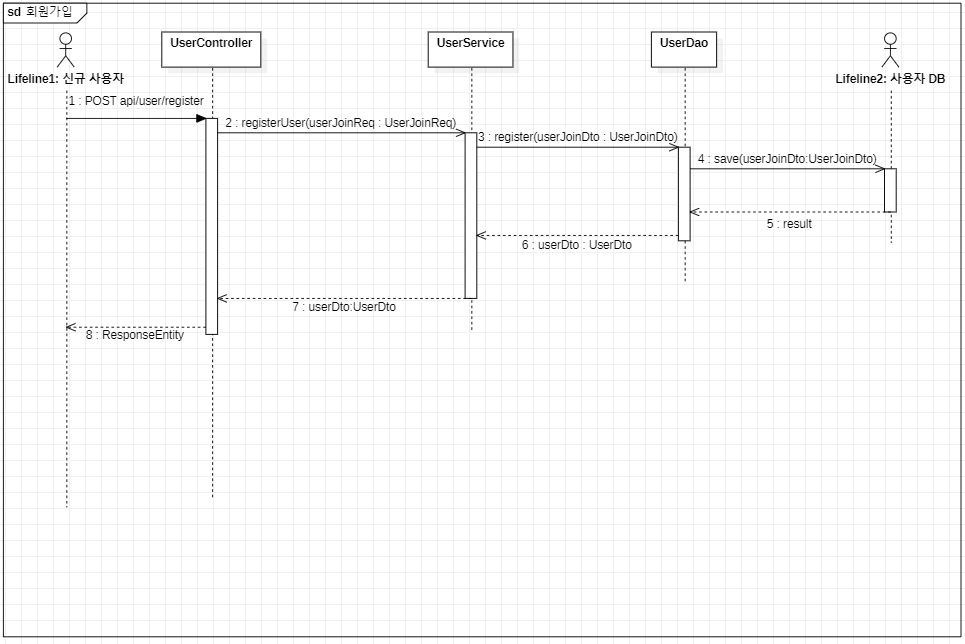 sd 회원가입
Lifeline1: 신규 사용자
UserController
UserService
UserDao
Lifeline2: 사용자 DB
1 : POST api/user/register
2 : registerUser(userJoinReq : UserJoinReq)
3 : register(userJoinDto : UserJoinDto)
4 : save(userJoinDto:UserJoinDto)
5 : result
6 : userDto : UserDto
7 : userDto:UserDto
8 : ResponseEntity